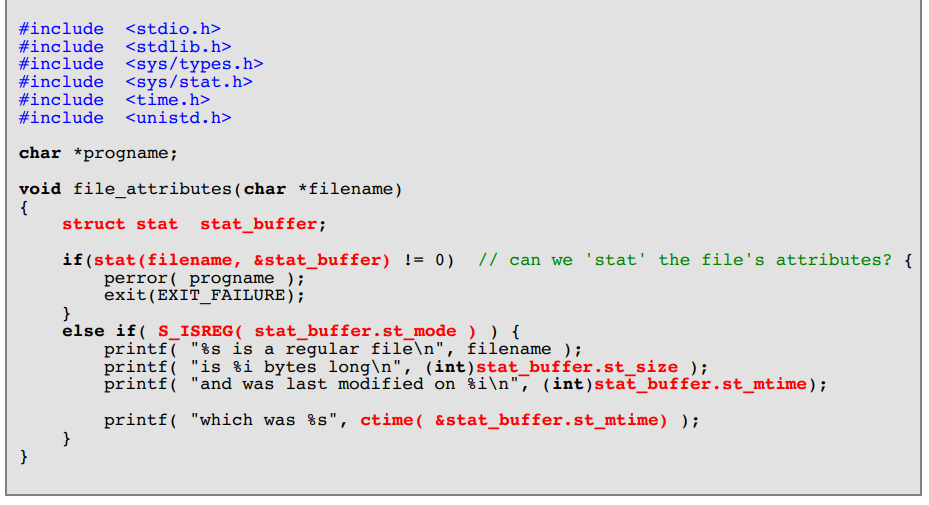 #include  <stdio.h>
#include  <stdlib.h>
#include  <sys/types.h>
#include  <sys/stat.h>
#include  <time.h>
#include  <unistd.h>
char *progname;
void file_attributes(char *filename)
{
    struct stat  stat_buffer;
    if(stat(filename, &stat_buffer) != 0)  // can we 'stat' the file's attributes? {
        perror( progname );
        exit(EXIT_FAILURE);
    }
    else if( S_ISREG( stat_buffer.st_mode ) ) {
        printf( "%s is a regular file\n", filename );
        printf( "is %i bytes long\n", (int)stat_buffer.st_size );
        printf( "and was last modified on %i\n", (int)stat_buffer.st_mtime);
        printf( "which was %s", ctime( &stat_buffer.st_mtime) );
    }
}